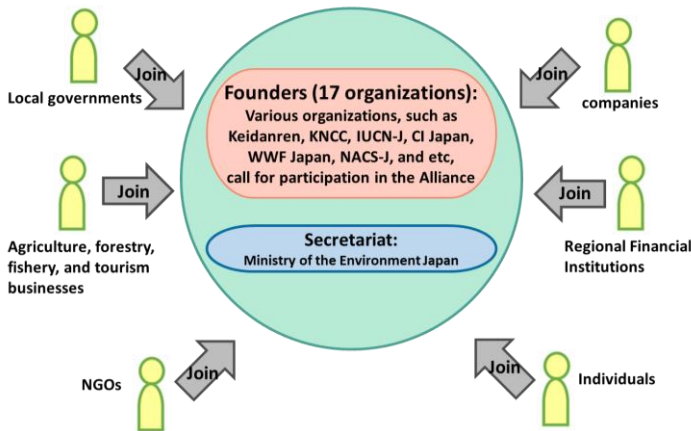 Join
Local governments
Join
companies
Founders (17 organizations):
Various organizations, such as
Keidanren, KNCC, IUCN-J, CI Japan,
WWF Japan, NACS-J, and etc,
call for participation in the Alliance
Join
Agriculture, forestry,
fishery, and tourism
businesses
Join
Regional Financial
Institutions
Secretariat:
Ministry of the Environment Japan
NGOs
Join
Join
Individuals